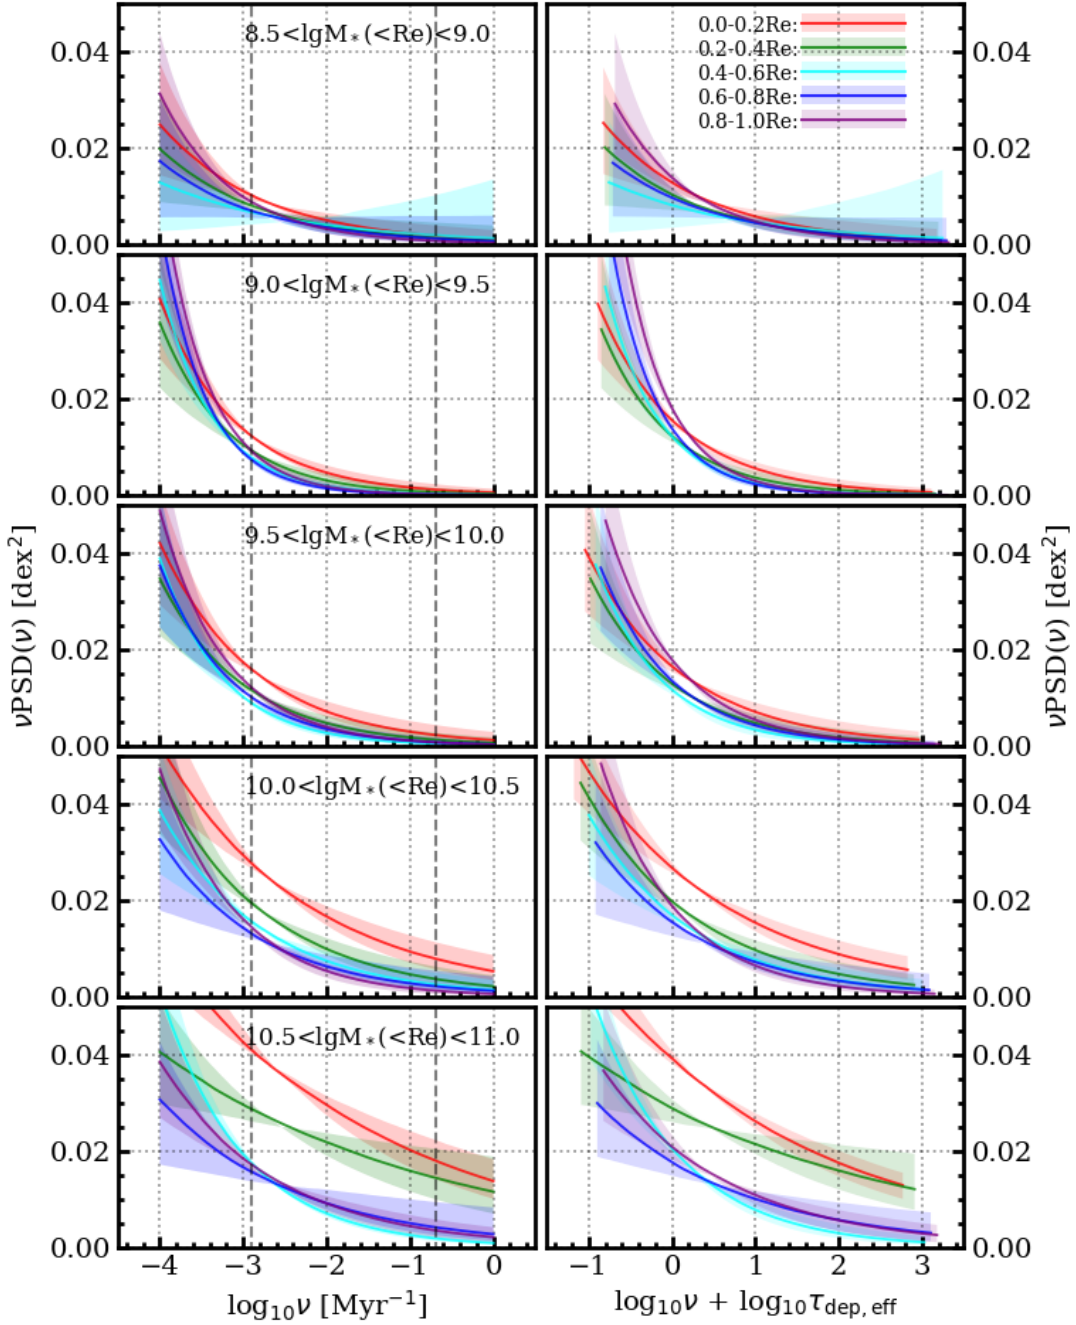 8.5<lgM*(<Re)<9.0
0.0-0.2Re:
0.2-0.4Re:
0.4-0.6Re:
0.6-0.8Re:
0.8-1.0Re:
0.04 0.04
0.02 0.02
0.00 0.00
9.0<lgM*(<Re)<9.5
0.04 0.04
0.02 0.02
0.00 0.00
9.5<lgM*(<Re)<10.0
0.04 0.04
0.02 0.02
0.00 0.00
νPSD(ν) [dex²]
νPSD(ν) [dex²]
10.0<lgM*(<Re)<10.5
0.04 0.04
0.02 0.02
0.00 0.00
10.5<lgM*(<Re)<11.0
0.04 0.04
0.02 0.02
0.00 0.00
−4 −3 −2 −1 0 −1 0 1 2 3
log₁₀ν [Myr⁻¹]
log₁₀ν + log₁₀τdep, eff